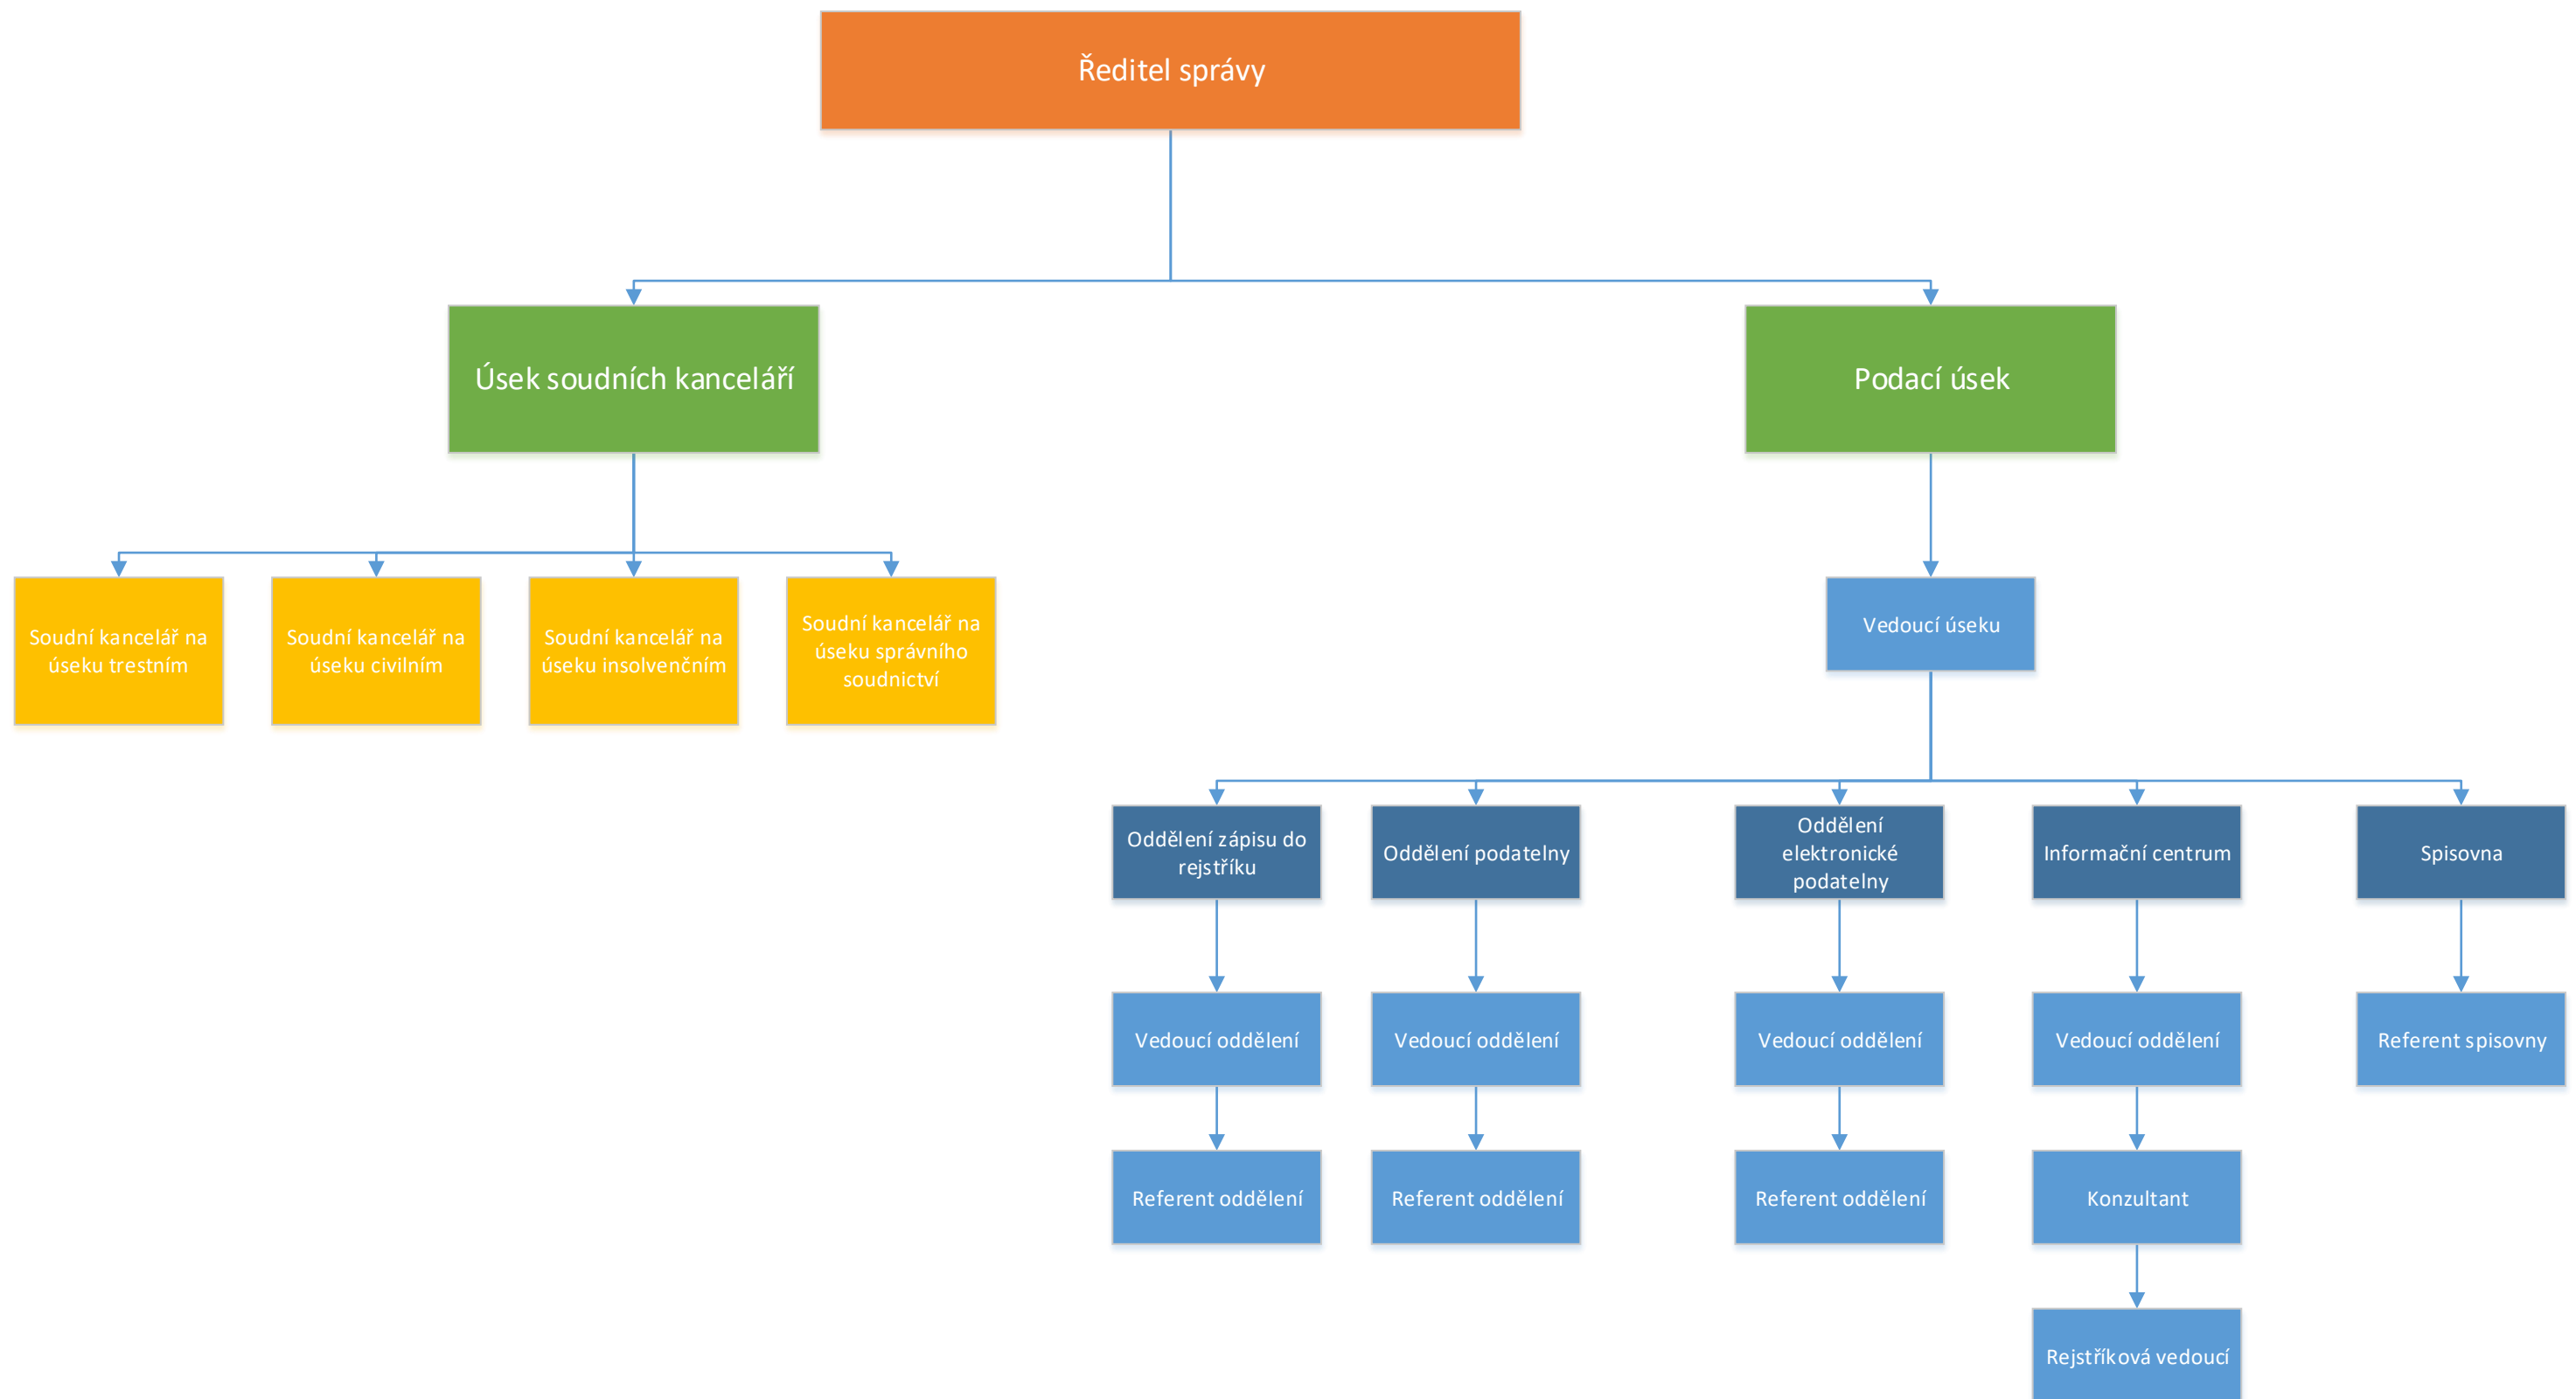 Ředitel správy
Úsek soudních kanceláří
Podací úsek
Soudní kancelář na
úseku trestním
Soudní kancelář na
úseku civilním
Soudní kancelář na
úseku insolvenčním
Soudní kancelář na
úseku správního
soudnictví
Vedoucí úseku
Oddělení zápisu do
rejstříku
Oddělení podatelny
Oddělení
elektronické
podatelny
Informační centrum
Spisovna
Vedoucí oddělení
Vedoucí oddělení
Vedoucí oddělení
Vedoucí oddělení
Referent spisovny
Referent oddělení
Referent oddělení
Referent oddělení
Konzultant
Rejstříková vedoucí